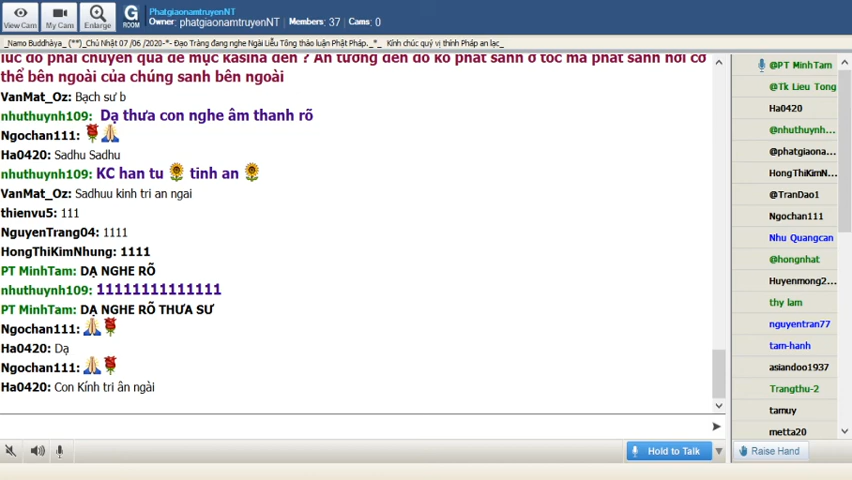 View Cam
My Cam
Enlarge
G
ROOM
PhatgiaonamtruyenNT
Owner: phatgiaonamtruyenNT Members: 37 Cams: 0
_Namo Buddhàya_ (**)_Chủ Nhật 07 /06 /2020-*- Đạo Tràng đang nghe Ngài Liễu Tông thảo luận Phật Pháp._*_ Kính chúc quý vị thính Pháp an lạc_
lúc đó phải chuyển qua đề mục kasina đen ? Ấn tướng đen đó ko phát sanh ở tóc mà phát sanh nơi cơ
thể bên ngoài của chúng sanh bên ngoài
VanMat_Oz: Bạch sư b
nhuthuynh109: Dạ thưa con nghe âm thanh rõ
Ngochan111:
Ha0420: Sadhu Sadhu
nhuthuynh109: KC han tu tinh an
VanMat_Oz: Sadhuu kinh tri an ngai
thienvu5: 111
NguyenTrang04: 1111
HongThiKimNhung: 1111
PT MinhTam: DẠ NGHE RÕ
nhuthuynh109: 11111111111111
PT MinhTam: DẠ NGHE RÕ THƯA SƯ
Ngochan111:
Ha0420: Dạ
Ngochan111:
Ha0420: Con Kính tri ân ngài
@PT MinhTam
@Tk Lieu Tong
Ha0420
@nhuthuynh...
@phatgiaona...
HongThiKimN...
@TranDao1
Ngochan111
Nhu Quangcan
@hongnhat
Huyenmong2...
thy lam
nguyentran77
tam-hanh
asiandoo1937
Trangthu-2
tamuy
metta20
Hold to Talk
Raise Hand